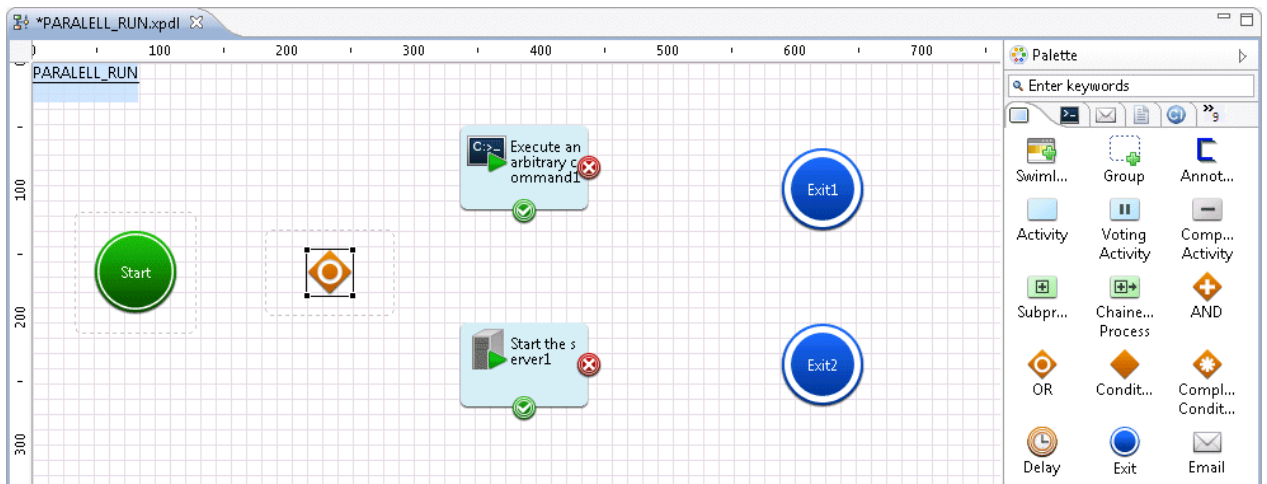 *PARALELL_RUN.xpdl
0 100 200 300 400 500 600 700
PARALELL_RUN
100
200
300
Start
C:\>_
Execute an
arbitrary c
ommand1
Start the s
erver1
Exit1
Exit2
Palette
Enter keywords
>_
CI
»9
Swiml...
Group
Annot...
Activity
Voting
Activity
Comp...
Activity
Subpr...
Chaine...
Process
AND
OR
Condit...
Compl...
Condit...
Delay
Exit
Email